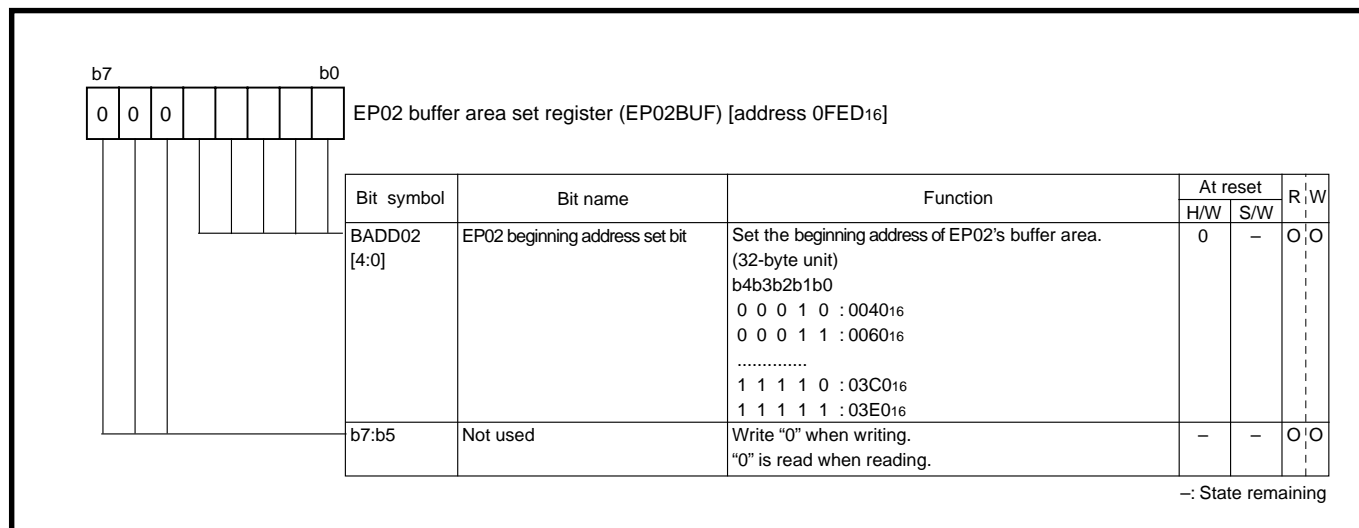 b7 b0
0 0 0
EP02 buffer area set register (EP02BUF) [address 0FED16]
Bit symbol Bit name Function At reset R W
H/W S/W
BADD02 EP02 beginning address set bit Set the beginning address of EP02’s buffer area. 0 – O O
[4:0] (32-byte unit)
b4b3b2b1b0
0 0 0 1 0 : 004016
0 0 0 1 1 : 006016
..............
1 1 1 1 0 : 03C016
1 1 1 1 1 : 03E016
b7:b5 Not used Write “0” when writing. – – O O
“0” is read when reading.
–: State remaining